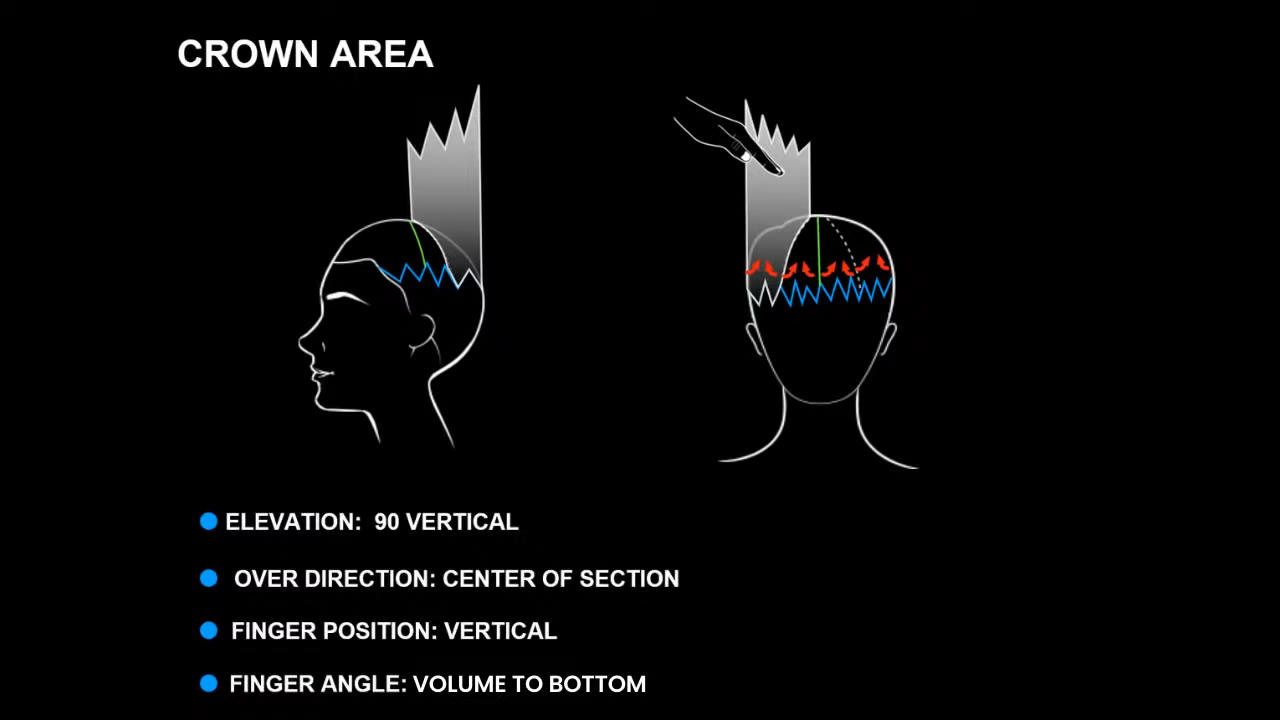 CROWN AREA
ELEVATION: 90 VERTICAL
OVER DIRECTION: CENTER OF SECTION
FINGER POSITION: VERTICAL
FINGER ANGLE: VOLUME TO BOTTOM